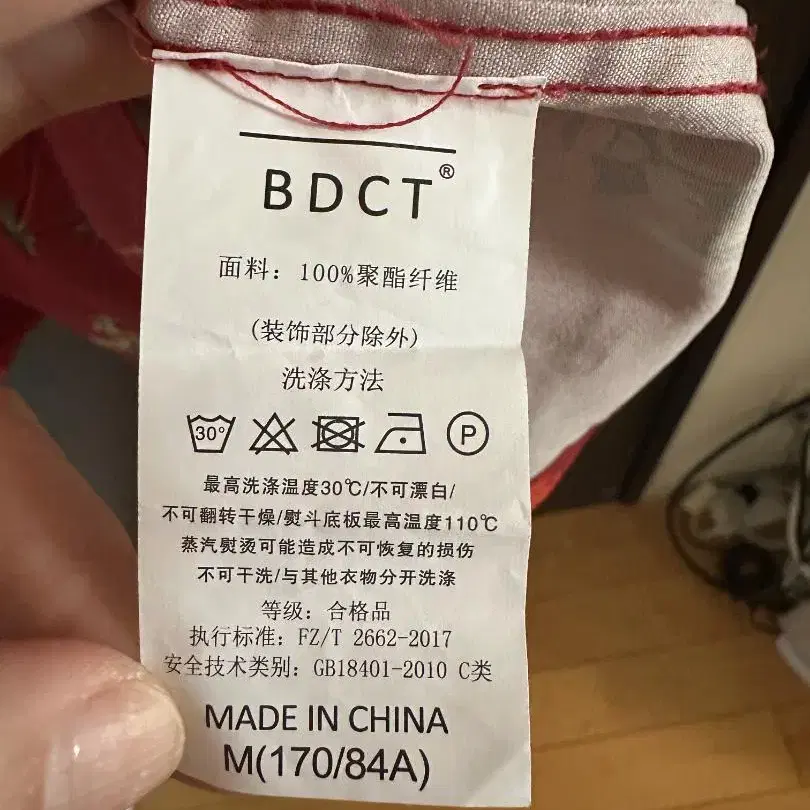 BDCT®
面料：100%聚酯纤维
(装饰部分除外)
洗涤方法
30° P
最高洗涤温度30℃/不可漂白/
不可翻转干燥/熨斗底板最高温度110℃
蒸汽熨烫可能造成不可恢复的损伤
不可干洗/与其他衣物分开洗涤
等级：合格品
执行标准：FZ/T 2662-2017
安全技术类别：GB18401-2010 C类
MADE IN CHINA
M(170/84A)